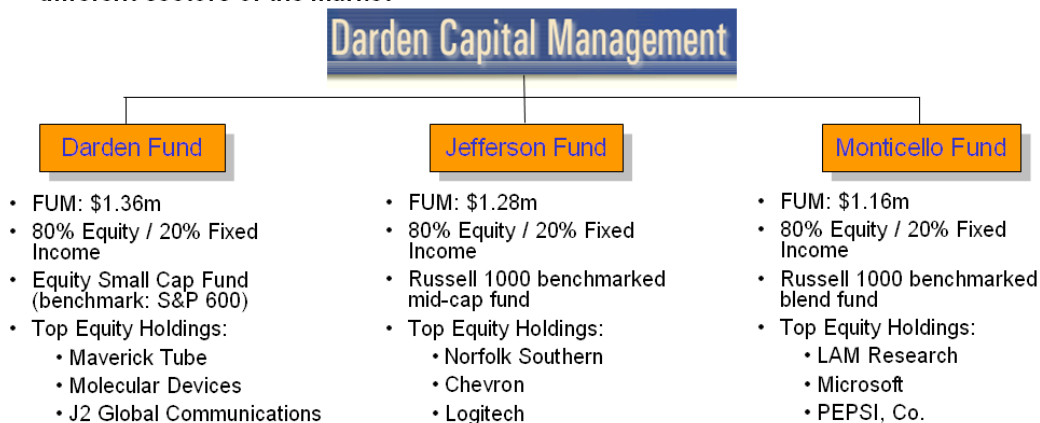 Darden Capital Management
Darden Fund
• FUM: $1.36m
• 80% Equity / 20% Fixed
Income
• Equity Small Cap Fund
(benchmark: S&P 600)
• Top Equity Holdings:
• Maverick Tube
• Molecular Devices
• J2 Global Communications
Jefferson Fund
• FUM: $1.28m
• 80% Equity / 20% Fixed
Income
• Russell 1000 benchmarked
mid-cap fund
• Top Equity Holdings:
• Norfolk Southern
• Chevron
• Logitech
Monticello Fund
• FUM: $1.16m
• 80% Equity / 20% Fixed
Income
• Russell 1000 benchmarked
blend fund
• Top Equity Holdings:
• LAM Research
• Microsoft
• PEPSI, Co.